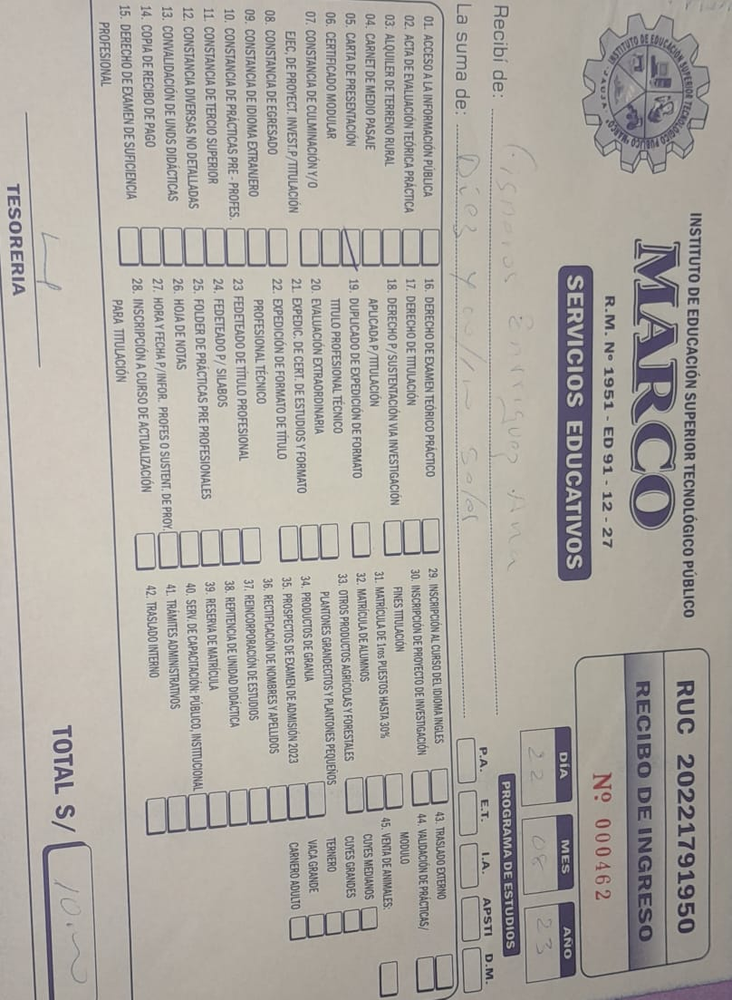 INSTITUTO DE EDUCACIÓN SUPERIOR TECNOLÓGICO PÚBLICO
"MARCO"
JAUJA
INSTITUTO DE EDUCACIÓN SUPERIOR TECNOLÓGICO PÚBLICO
MARCO
R.M. Nº 1951 - ED 91 - 12 - 27
SERVICIOS EDUCATIVOS
RUC 20221791950
RECIBO DE INGRESO
Nº 000462
DÍA MES AÑO
22 08 23
PROGRAMA DE ESTUDIOS
P.A. E.T. I.A. APSTI D.M.
Recibí de: Enriquez Ana
La suma de: Diez y 00/100 soles
01. ACCESO A LA INFORMACIÓN PÚBLICA
02. ACTA DE EVALUACIÓN TEÓRICA PRÁCTICA
03. ALQUILER DE TERRENO RURAL
04. CARNET DE MEDIO PASAJE
05. CARTA DE PRESENTACIÓN
06. CERTIFICADO MODULAR
07. CONSTANCIA DE CULMINACIÓN Y/O
EJEC, DE PROYECT. INVEST.P/TITULACIÓN
08. CONSTANCIA DE EGRESADO
09. CONSTANCIA DE IDIOMA EXTRANJERO
10. CONSTANCIA DE PRÁCTICAS PRE - PROFES.
11. CONSTANCIA DE TERCIO SUPERIOR
12. CONSTANCIA DIVERSAS NO DETALLADAS
13. CONVALIDACIÓN DE UNDS DIDÁCTICAS
14. COPIA DE RECIBO DE PAGO
15. DERECHO DE EXAMEN DE SUFICIENCIA
PROFESIONAL
16. DERECHO DE EXAMEN TEÓRICO PRÁCTICO
17. DERECHO DE TITULACIÓN
18. DERECHO P/SUSTENTACIÓN VIA INVESTIGACIÓN
APLICADA P/TITULACIÓN
19. DUPLICADO DE EXPEDICIÓN DE FORMATO
TITULO PROFESIONAL TÉCNICO
20. EVALUACIÓN EXTRAORDINARIA
21. EXPEDIC. DE CERT. DE ESTUDIOS Y FORMATO
22. EXPEDICIÓN DE FORMATO DE TÍTULO
PROFESIONAL TÉCNICO
23 FEDETEADO DE TÍTULO PROFESIONAL
24. FEDETEADO P/ SILABOS
25. FOLDER DE PRÁCTICAS PRE PROFESIONALES
26. HOJA DE NOTAS
27. HORA Y FECHA P/INFOR. PROFES O SUSTENT. DE PROY.
28. INSCRIPCIÓN A CURSO DE ACTUALIZACIÓN
PARA TITULACIÓN
29. INSCRIPCIÓN AL CURSO DEL IDIOMA INGLES
30. INSCRIPCIÓN DE PROYECTO DE INVESTIGACIÓN
FINES TITULACIÓN
31. MATRÍCULA DE 1ros PUESTOS HASTA 30%
32. MATRÍCULA DE ALUMNOS
33. OTROS PRODUCTOS AGRÍCOLAS Y FORESTALES
PLANTONES GRANDECITOS Y PLANTONES PEQUEÑOS
34. PRODUCTOS DE GRANJA
35. PROSPECTOS DE EXAMEN DE ADMISIÓN 2023
36. RECTIFICACIÓN DE NOMBRES Y APELLIDOS
37. REINCORPORACIÓN DE ESTUDIOS
38. REPITENCIA DE UNIDAD DIDÁCTICA
39. RESERVA DE MATRÍCULA
40. SERV. DE CAPACITACIÓN: PÚBLICO, INSTITUCIONAL
41. TRÁMITES ADMINISTRATIVOS
42. TRASLADO INTERNO
43. TRASLADO EXTERNO
44. VALIDACIÓN DE PRÁCTICAS/
MODULO
45. VENTA DE ANIMALES:
CUYES MEDIANOS
CUYES GRANDES
TERNERO
VACA GRANDE
CARNERO ADULTO
TESORERIA
TOTAL S/ 10.00